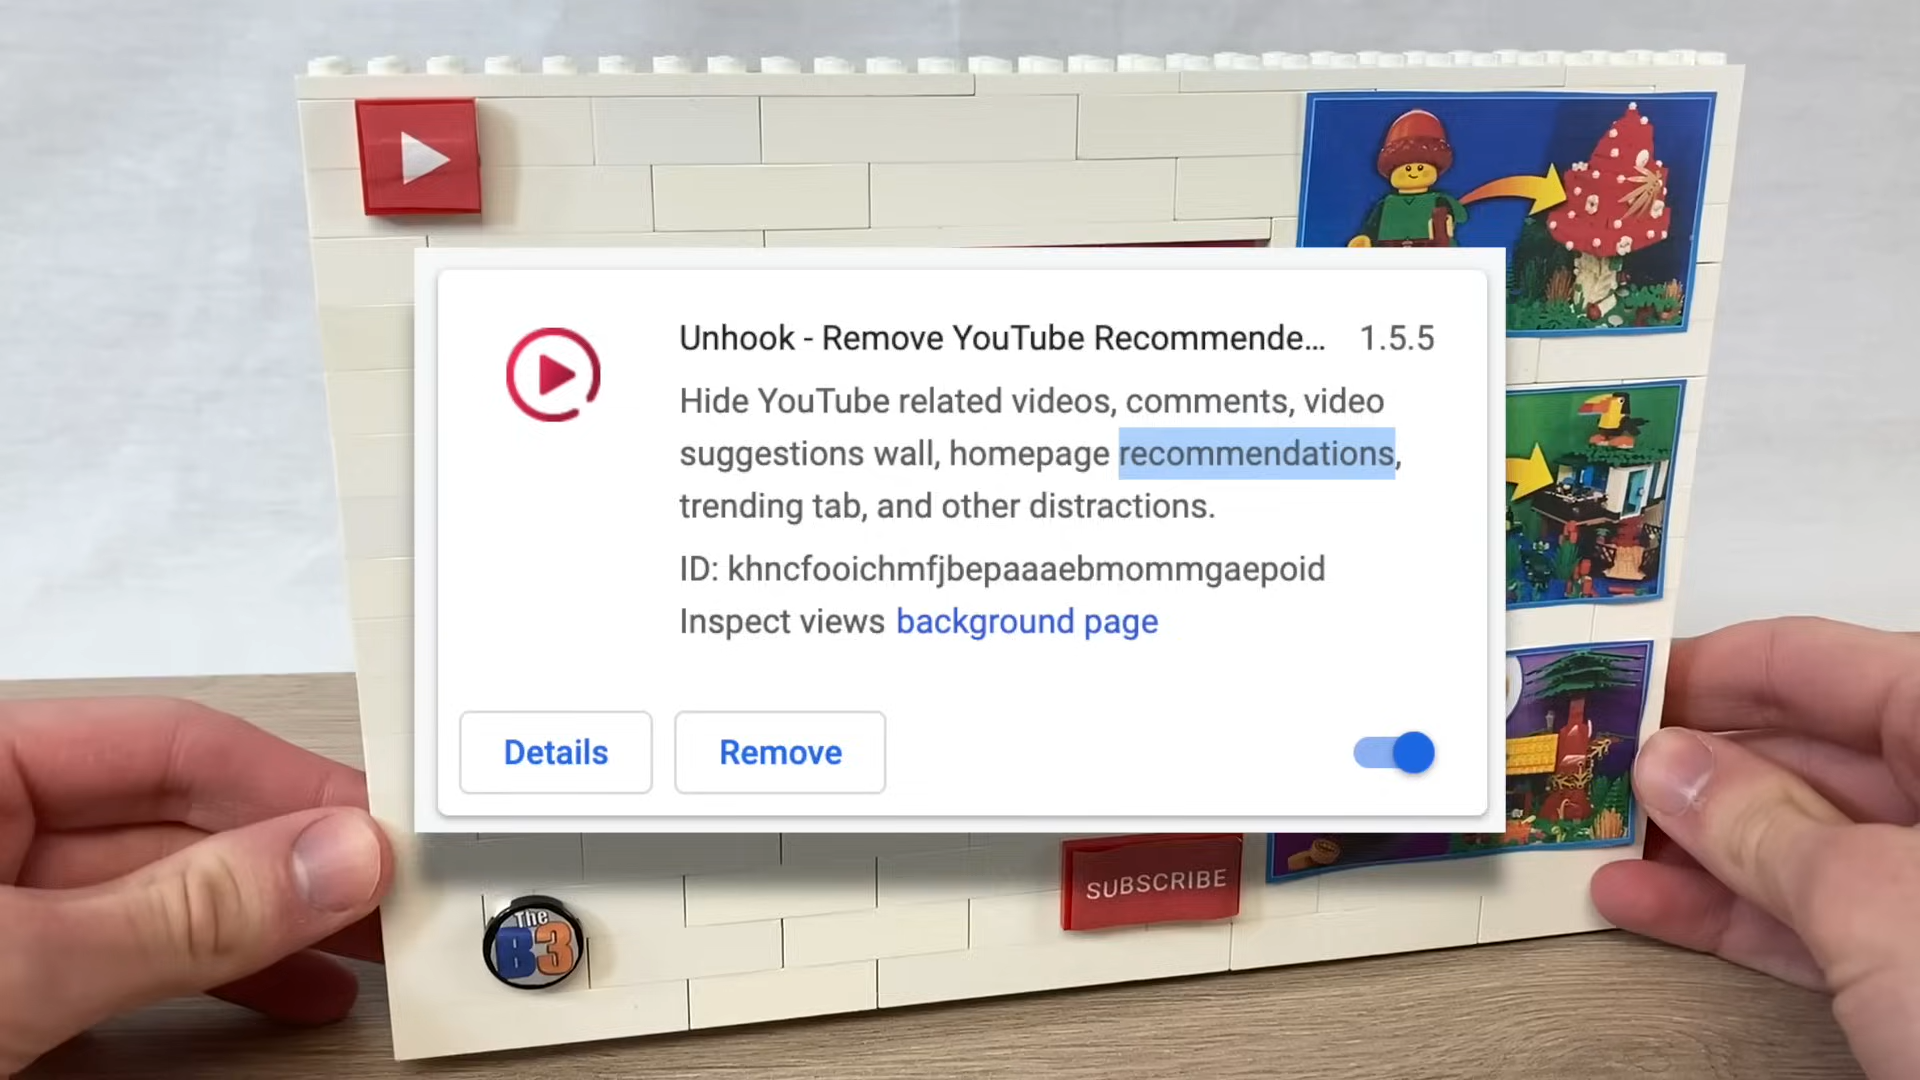 Unhook - Remove YouTube Recommende... 1.5.5
Hide YouTube related videos, comments, video
suggestions wall, homepage recommendations,
trending tab, and other distractions.
ID: khncfooichmfjbepaaaebmommgaepoid
Inspect views background page
Details Remove
SUBSCRIBE
The
B3